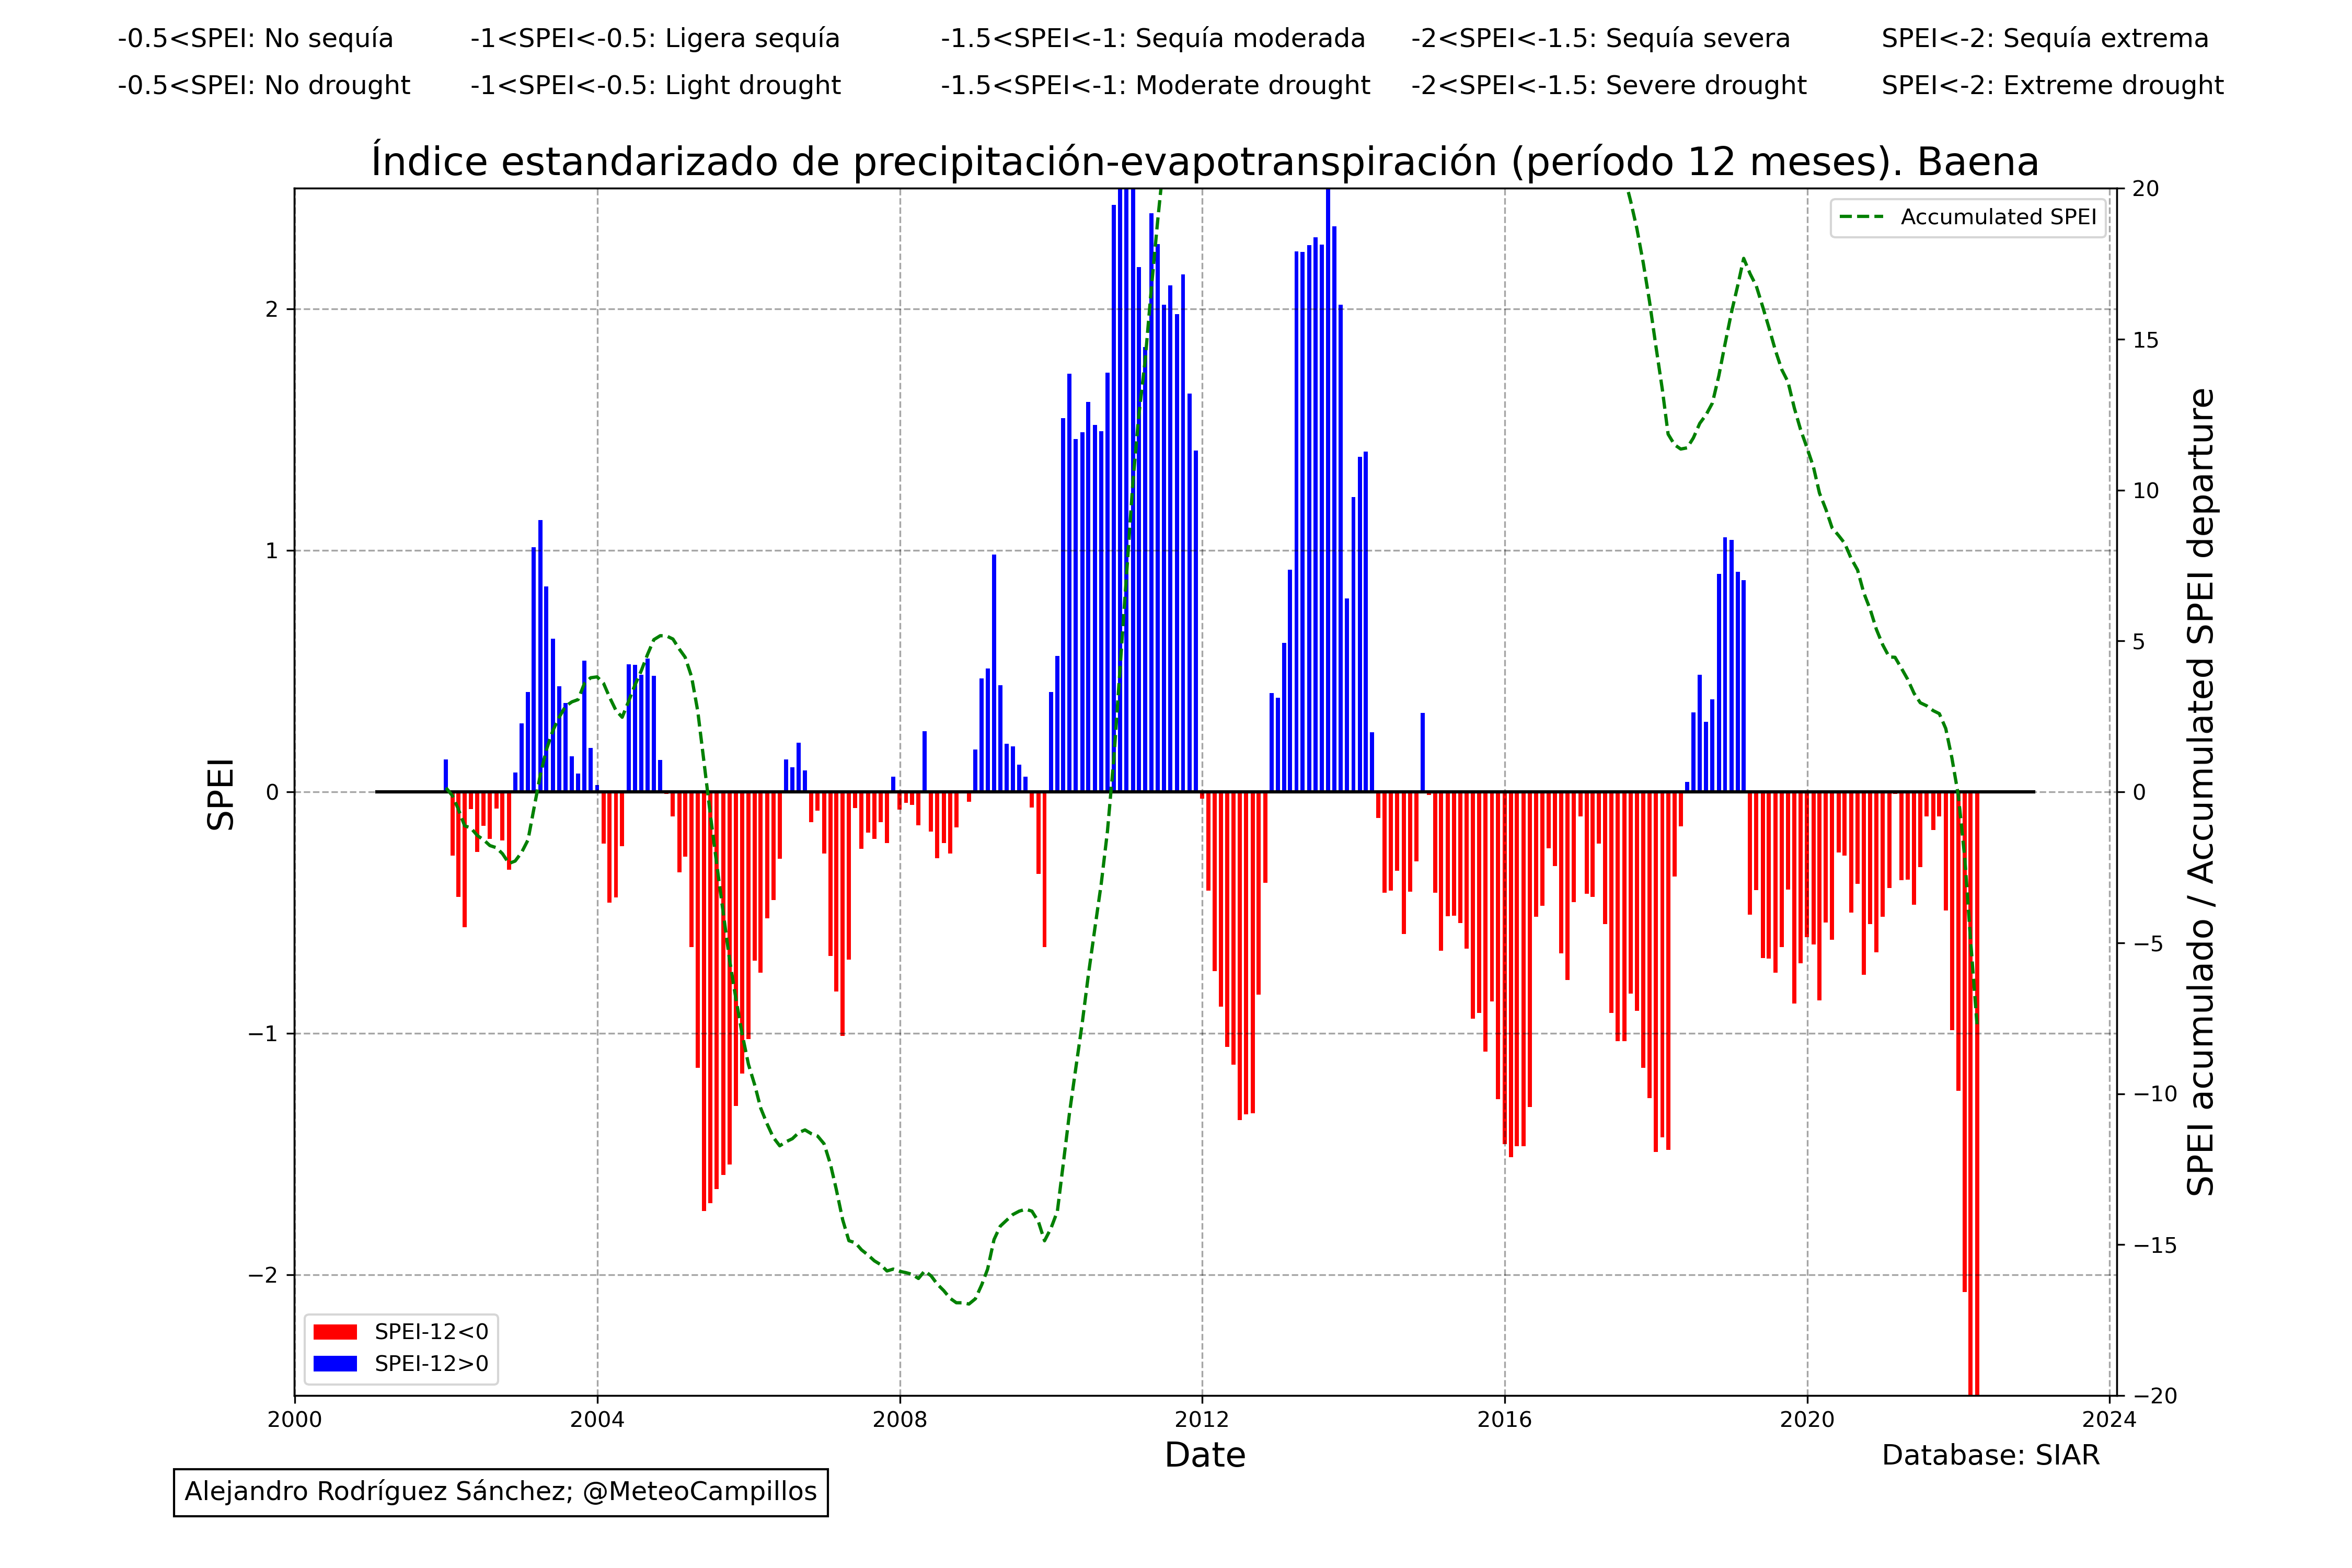 -0.5<SPEI: No sequía -1<SPEI<-0.5: Ligera sequía -1.5<SPEI<-1: Sequía moderada -2<SPEI<-1.5: Sequía severa SPEI<-2: Sequía extrema
-0.5<SPEI: No drought -1<SPEI<-0.5: Light drought -1.5<SPEI<-1: Moderate drought -2<SPEI<-1.5: Severe drought SPEI<-2: Extreme drought
Índice estandarizado de precipitación-evapotranspiración (período 12 meses). Baena
Accumulated SPEI
SPEI
2
1
0
−1
−2
20
15
10
5
0
−5
−10
−15
−20
SPEI acumulado / Accumulated SPEI departure
SPEI-12<0
SPEI-12>0
2000 2004 2008 2012 2016 2020 2024
Date
Database: SIAR
Alejandro Rodríguez Sánchez; @MeteoCampillos